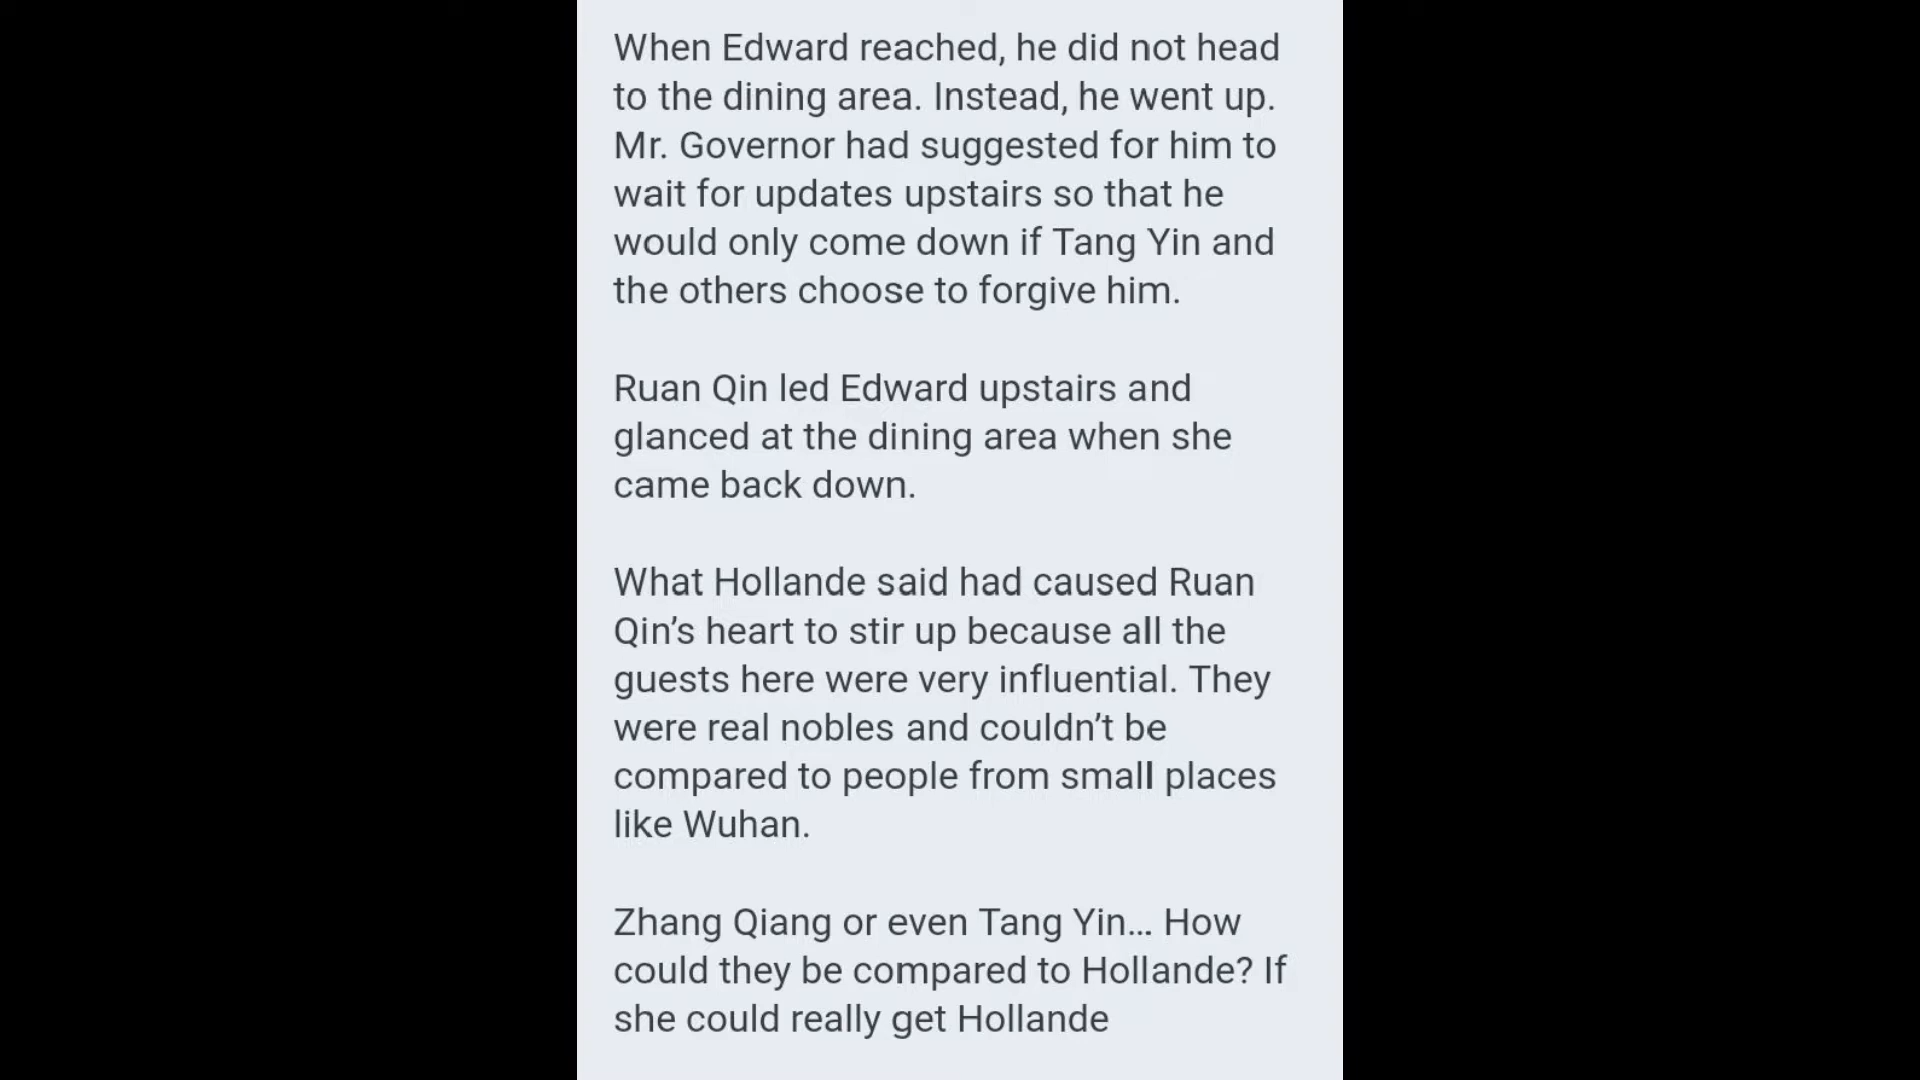 When Edward reached, he did not head
to the dining area. Instead, he went up.
Mr. Governor had suggested for him to
wait for updates upstairs so that he
would only come down if Tang Yin and
the others choose to forgive him.
Ruan Qin led Edward upstairs and
glanced at the dining area when she
came back down.
What Hollande said had caused Ruan
Qin’s heart to stir up because all the
guests here were very influential. They
were real nobles and couldn’t be
compared to people from small places
like Wuhan.
Zhang Qiang or even Tang Yin… How
could they be compared to Hollande? If
she could really get Hollande